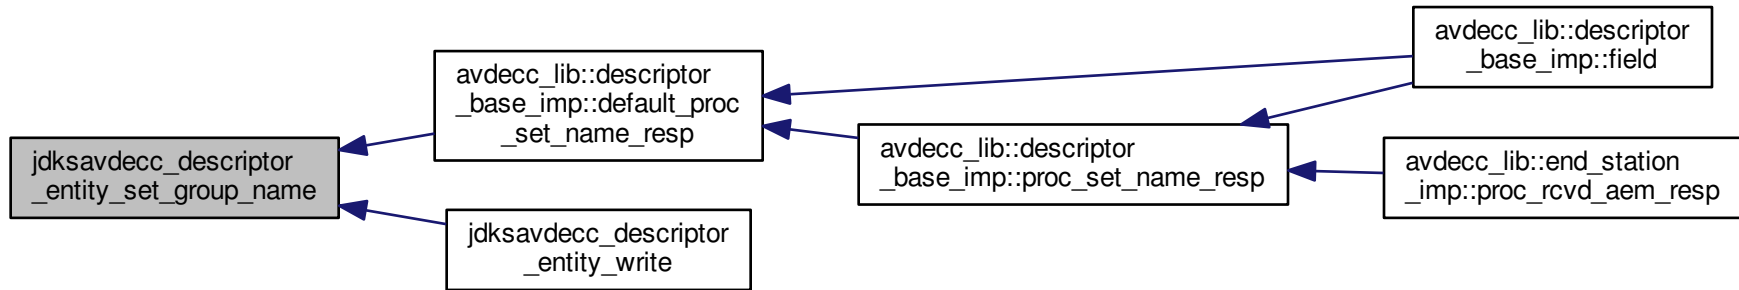 jdksavdecc_descriptor
_entity_set_group_name
avdecc_lib::descriptor
_base_imp::default_proc
_set_name_resp
jdksavdecc_descriptor
_entity_write
avdecc_lib::descriptor
_base_imp::proc_set_name_resp
avdecc_lib::descriptor
_base_imp::field
avdecc_lib::end_station
_imp::proc_rcvd_aem_resp